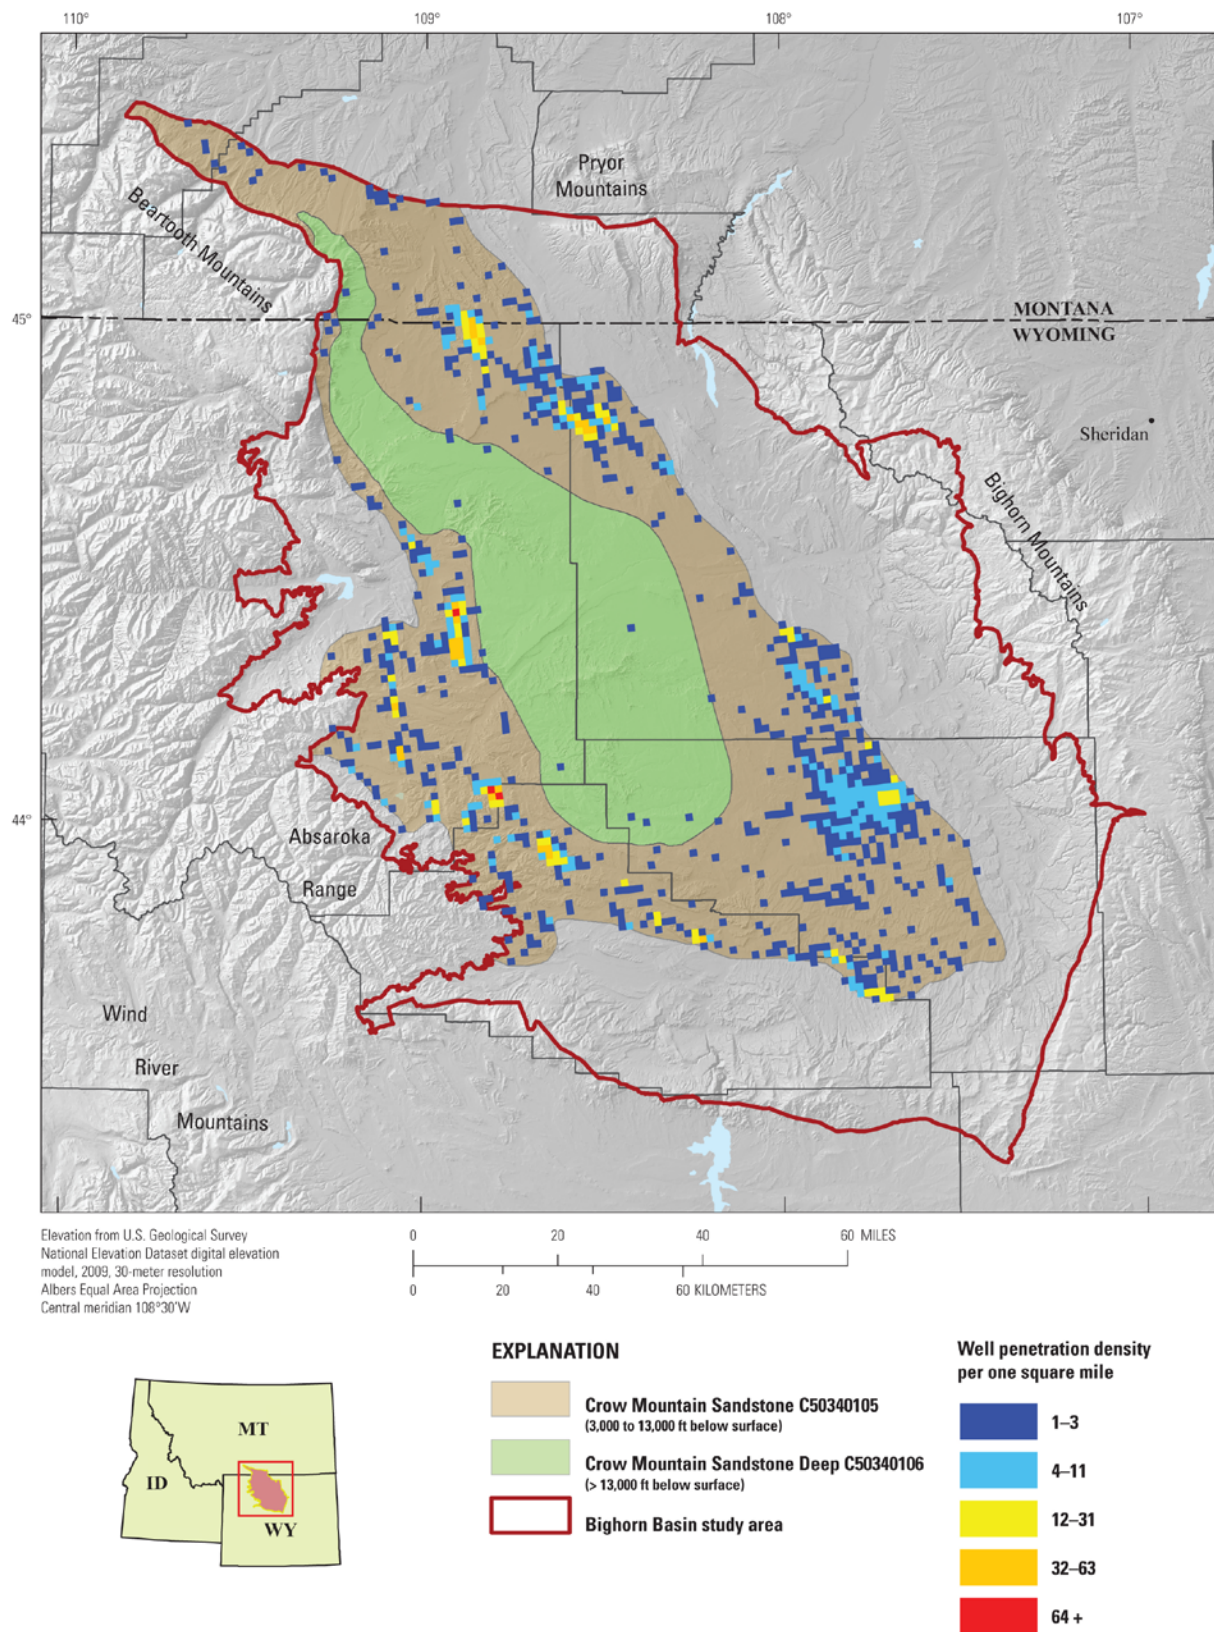 110°
109°
108°
107°
Pryor
Mountains
Beartooth Mountains
45°
MONTANA
WYOMING
Sheridan
Bighorn Mountains
44°
Absaroka
Range
Wind
River
Mountains
Elevation from U.S. Geological Survey
National Elevation Dataset digital elevation
model, 2009, 30-meter resolution
Albers Equal Area Projection
Central meridian 108°30'W
0 20 40 60 MILES
0 20 40 60 KILOMETERS
EXPLANATION
Crow Mountain Sandstone C50340105
(3,000 to 13,000 ft below surface)
Crow Mountain Sandstone Deep C50340106
(> 13,000 ft below surface)
Bighorn Basin study area
Well penetration density
per one square mile
1–3
4–11
12–31
32–63
64 +
MT
ID
WY